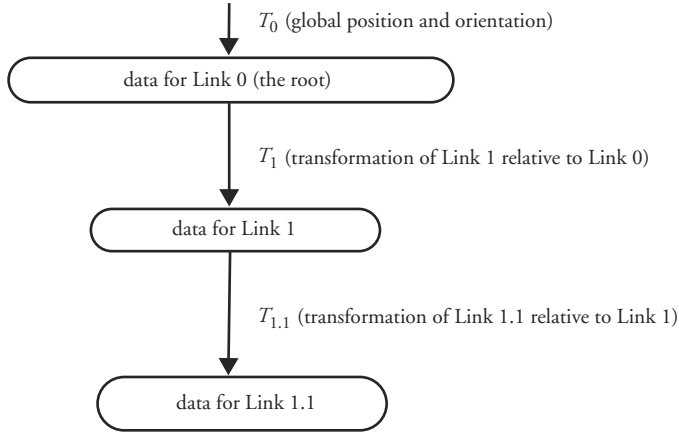 T₀ (global position and orientation)
data for Link 0 (the root)
T₁ (transformation of Link 1 relative to Link 0)
data for Link 1
T₁.₁ (transformation of Link 1.1 relative to Link 1)
data for Link 1.1